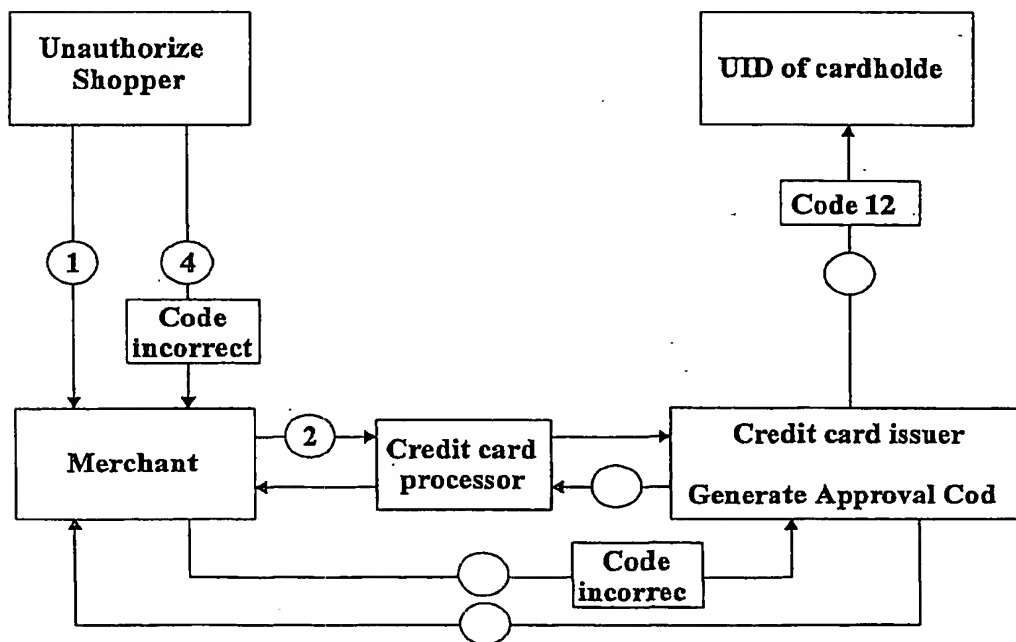 Unauthorize
Shopper
UID of cardholde
Code 12
1
4
Code
incorrect
Merchant
2
Credit card
processor
Credit card issuer
Generate Approval Cod
Code
incorrec